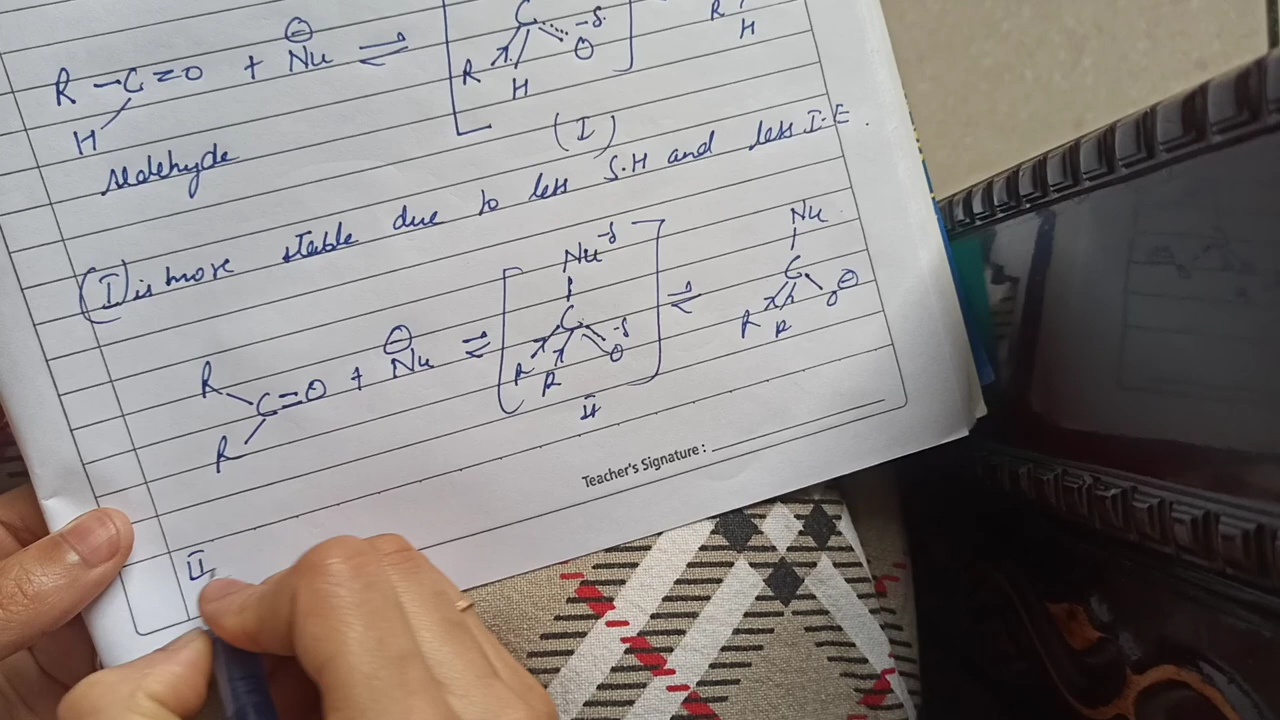 R-C=O + Nu⊖ ⇌ [ C -δ
R H O R H
H
Aldehyde (I)
(I) is more stable due to less S.H and less I.E.
R R C=O + Nu⊖ ⇌ [ Nu-δ C R R O -δ ] ⇌ Nu C R R O⊖
II
Teacher's Signature :
II